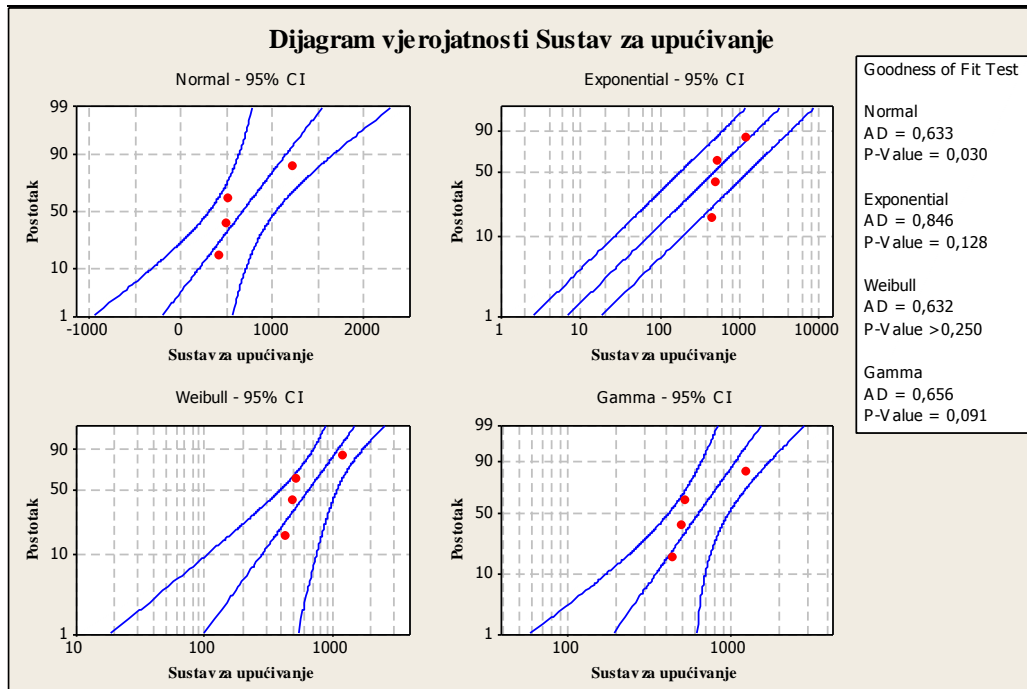 Dijagram vjerojatnosti Sustav za upućivanje
Normal - 95% CI
Postotak
99
90
50
10
1
-1000 0 1000 2000
Sustav za upućivanje
Exponential - 95% CI
Postotak
90
50
10
1
1 10 100 1000 10000
Sustav za upućivanje
Weibull - 95% CI
Postotak
90
50
10
1
10 100 1000
Sustav za upućivanje
Gamma - 95% CI
Postotak
99
90
50
10
1
100 1000
Sustav za upućivanje
Goodness of Fit Test
Normal
AD = 0,633
P-Value = 0,030
Exponential
AD = 0,846
P-Value = 0,128
Weibull
AD = 0,632
P-Value >0,250
Gamma
AD = 0,656
P-Value = 0,091